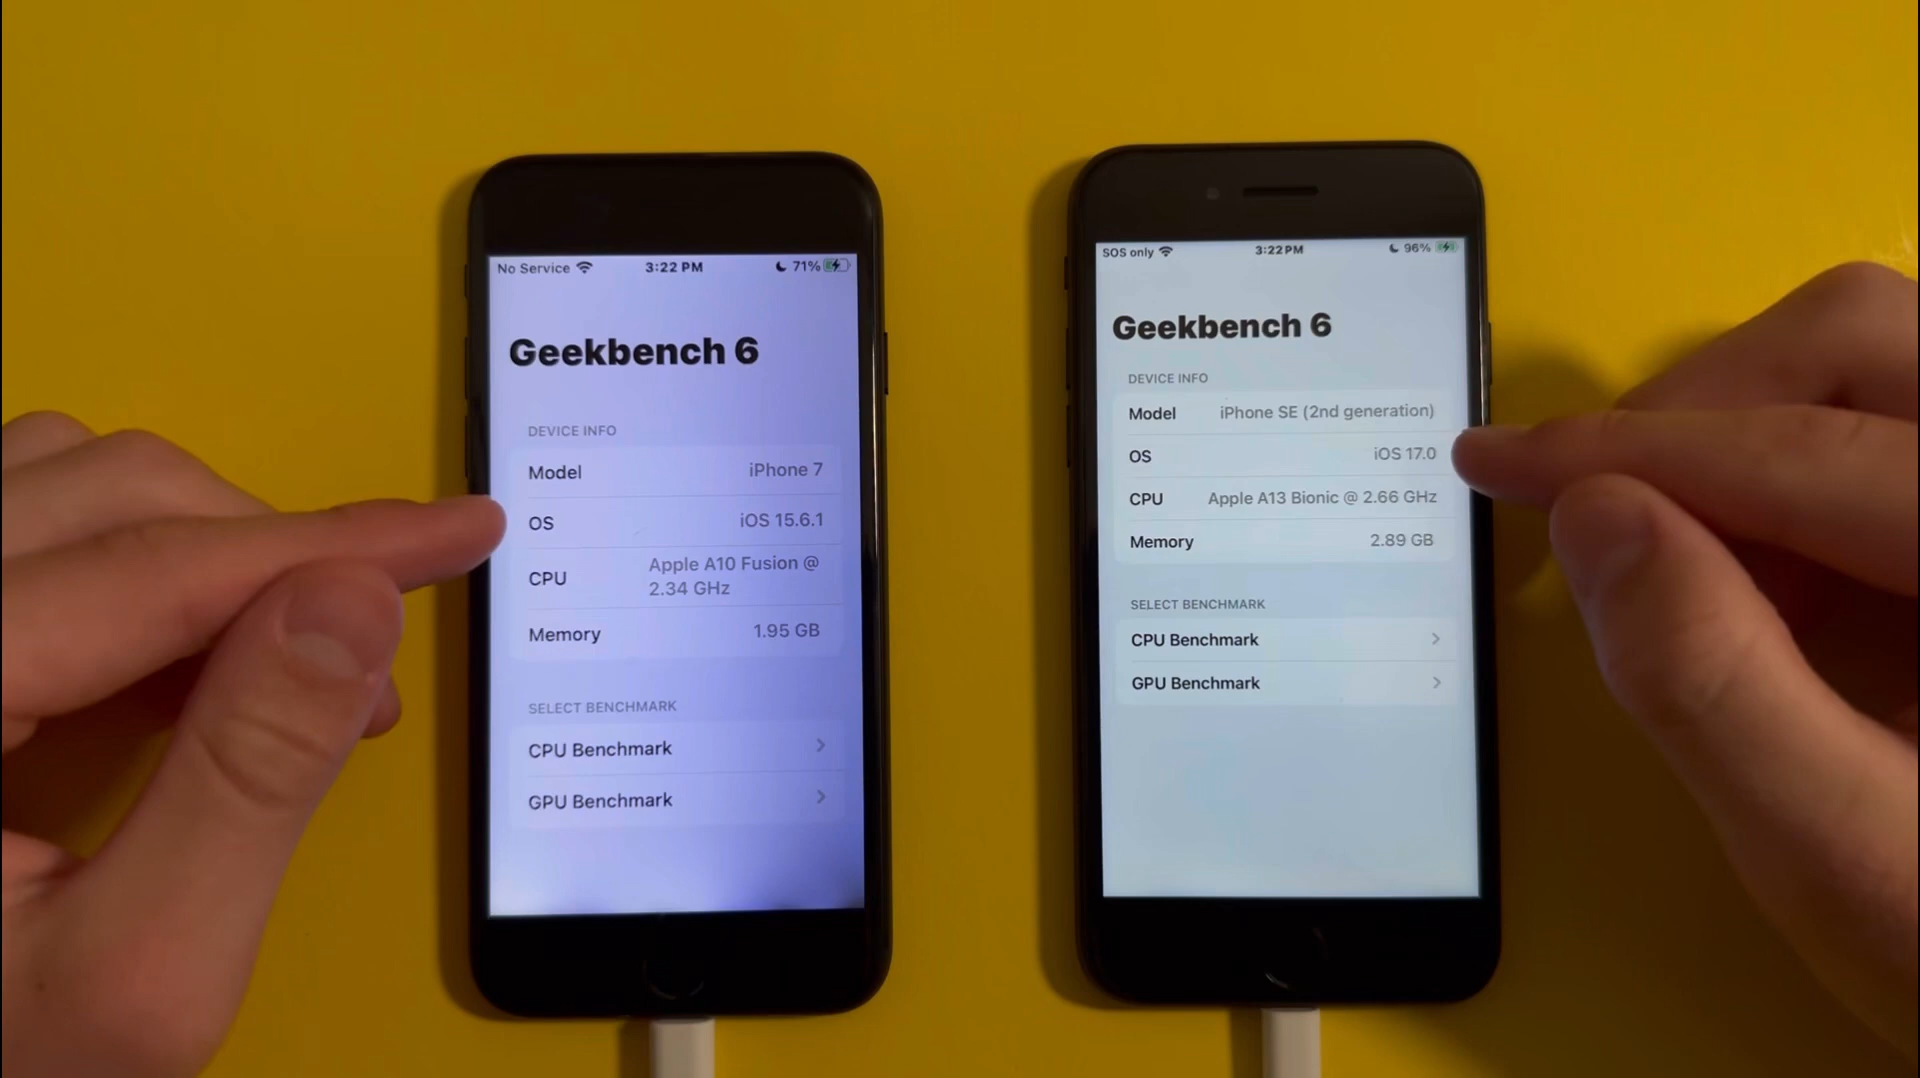 No Service 3:22 PM 71%
Geekbench 6
DEVICE INFO
Model iPhone 7
OS iOS 15.6.1
CPU Apple A10 Fusion @
2.34 GHz
Memory 1.95 GB
SELECT BENCHMARK
CPU Benchmark
GPU Benchmark
SOS only 3:22 PM 96%
Geekbench 6
DEVICE INFO
Model iPhone SE (2nd generation)
OS iOS 17.0
CPU Apple A13 Bionic @ 2.66 GHz
Memory 2.89 GB
SELECT BENCHMARK
CPU Benchmark
GPU Benchmark